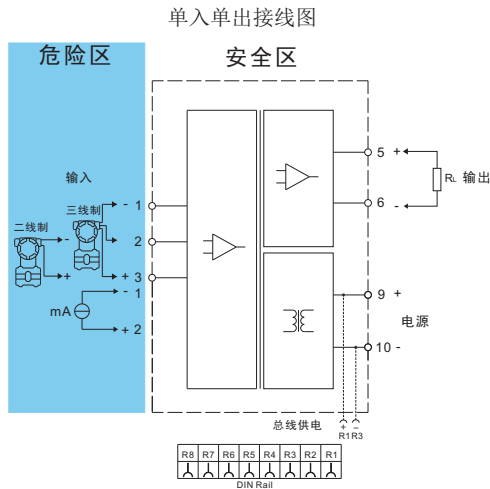 单入单出接线图
危险区
安全区
输入
二线制
三线制
- 1
2
+ 3
-
+
mA
- 1
+ 2
5 +
6 -
RL 输出
9 +
电源
10 -
总线供电
+ -
R1 R3
R8 R7 R6 R5 R4 R3 R2 R1
DIN Rail